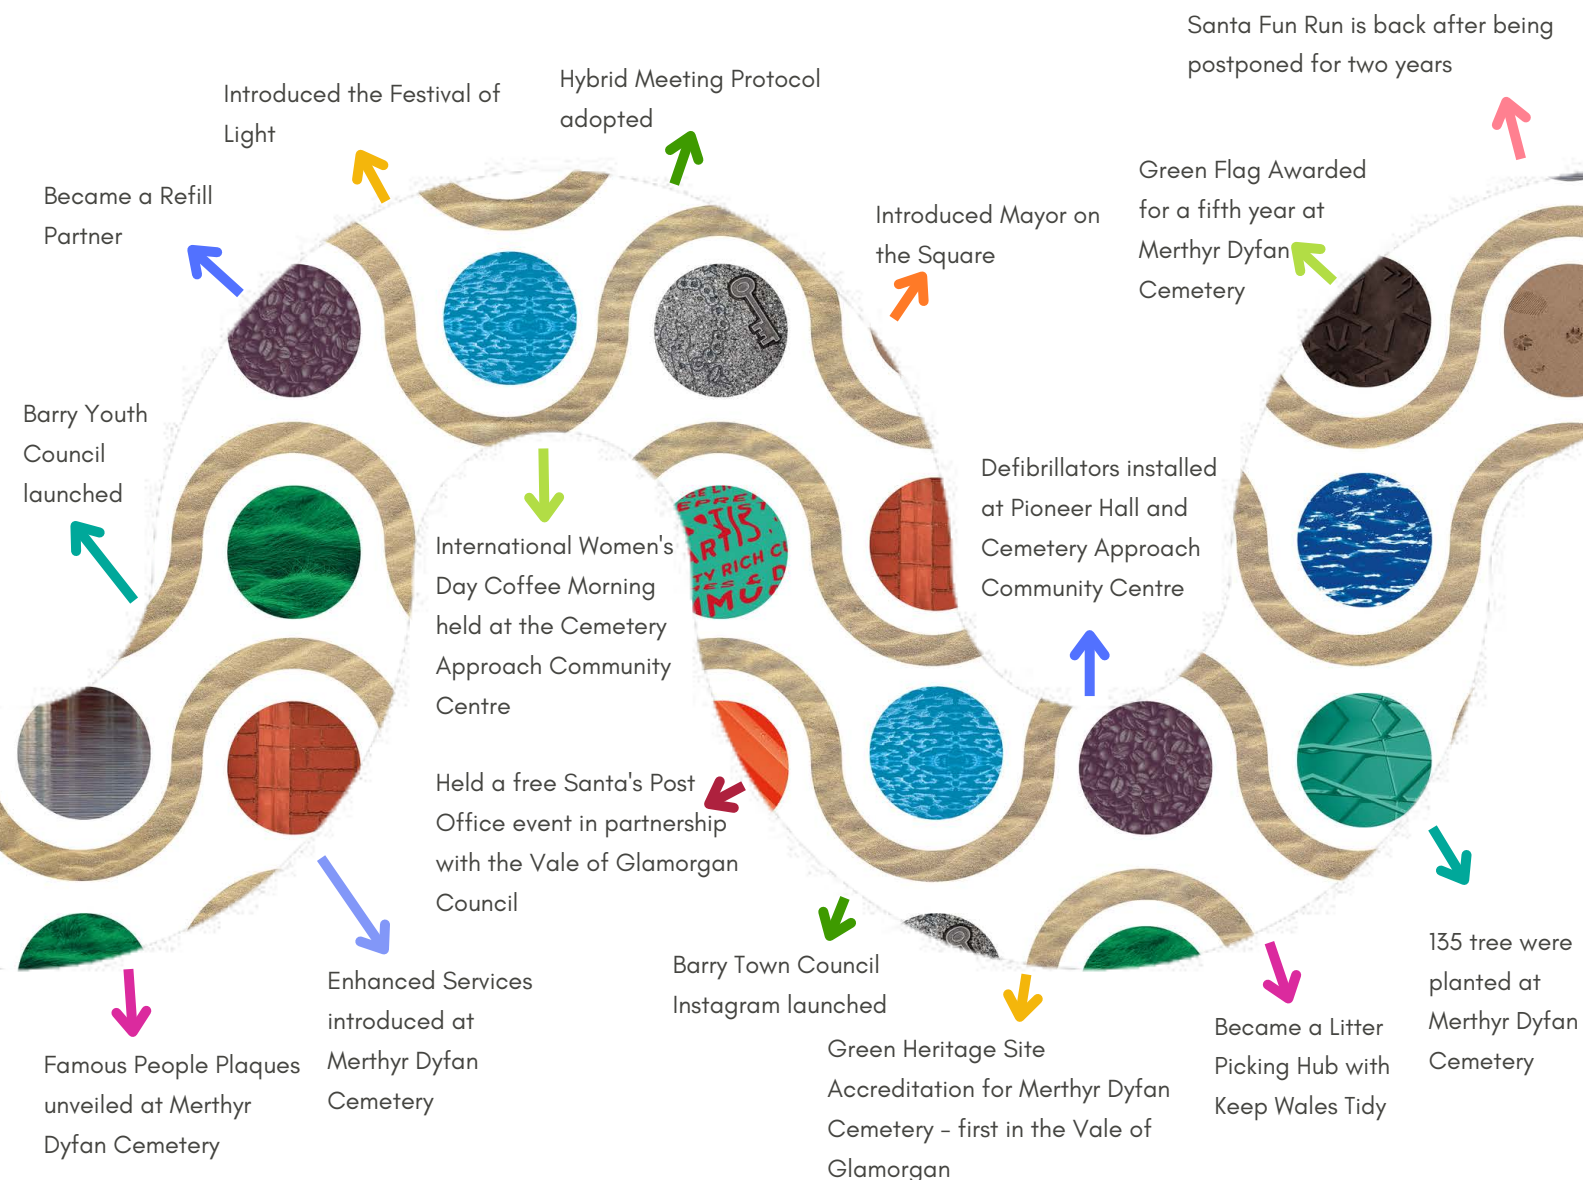 Santa Fun Run is back after being
postponed for two years
Hybrid Meeting Protocol
adopted
Introduced the Festival of
Light
Became a Refill
Partner
Green Flag Awarded
for a fifth year at
Merthyr Dyfan
Cemetery
Introduced Mayor on
the Square
Barry Youth
Council
launched
Defibrillators installed
at Pioneer Hall and
Cemetery Approach
Community Centre
International Women's
Day Coffee Morning
held at the Cemetery
Approach Community
Centre
ARTIS
TY RICH CU
ES & D
MU
Held a free Santa's Post
Office event in partnership
with the Vale of Glamorgan
Council
Barry Town Council
Instagram launched
135 tree were
planted at
Merthyr Dyfan
Cemetery
Enhanced Services
introduced at
Merthyr Dyfan
Cemetery
Became a Litter
Picking Hub with
Keep Wales Tidy
Green Heritage Site
Accreditation for Merthyr Dyfan
Cemetery - first in the Vale of
Glamorgan
Famous People Plaques
unveiled at Merthyr
Dyfan Cemetery